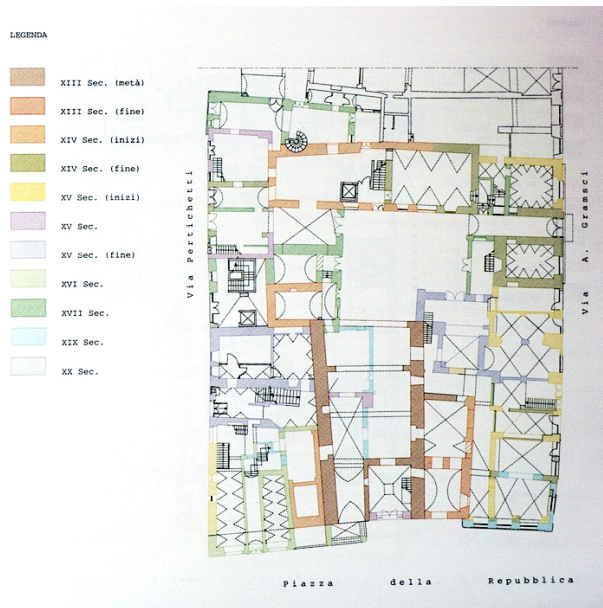 LEGENDA
XIII Sec. (metà)
XIII Sec. (fine)
XIV Sec. (inizi)
XIV Sec. (fine)
XV Sec. (inizi)
XV Sec.
XV Sec. (fine)
XVI Sec.
XVII Sec.
XIX Sec.
XX Sec.
Via Pertichetti
Via A. Gramsci
Piazza della Repubblica